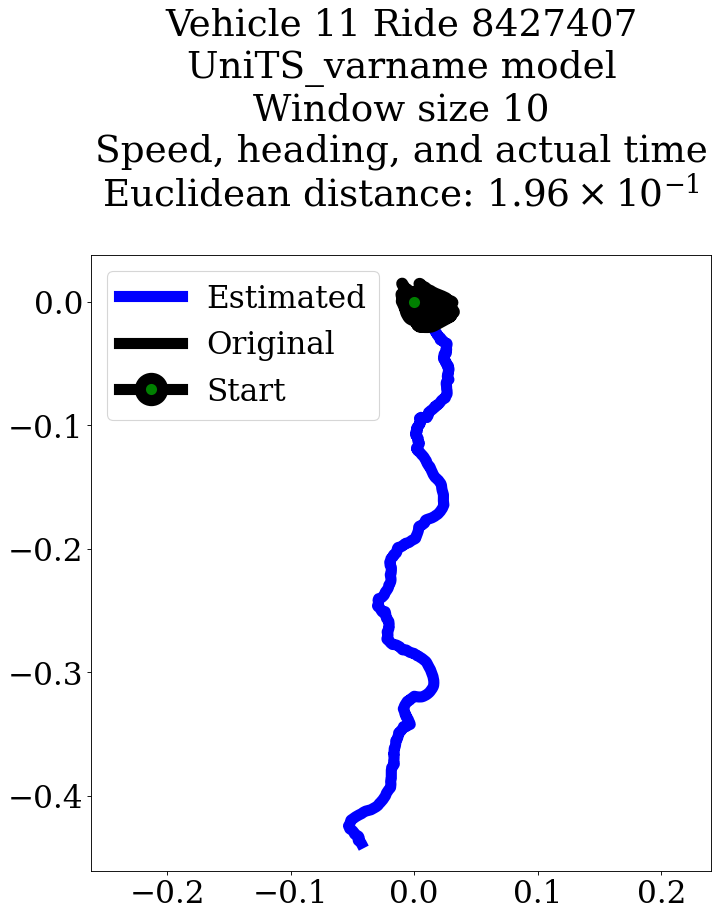 Vehicle 11 Ride 8427407
UniTS_varname model
Window size 10
Speed, heading, and actual time
Euclidean distance: 1.96 × 10⁻¹
Estimated
Original
Start
0.0
−0.1
−0.2
−0.3
−0.4
−0.2 −0.1 0.0 0.1 0.2